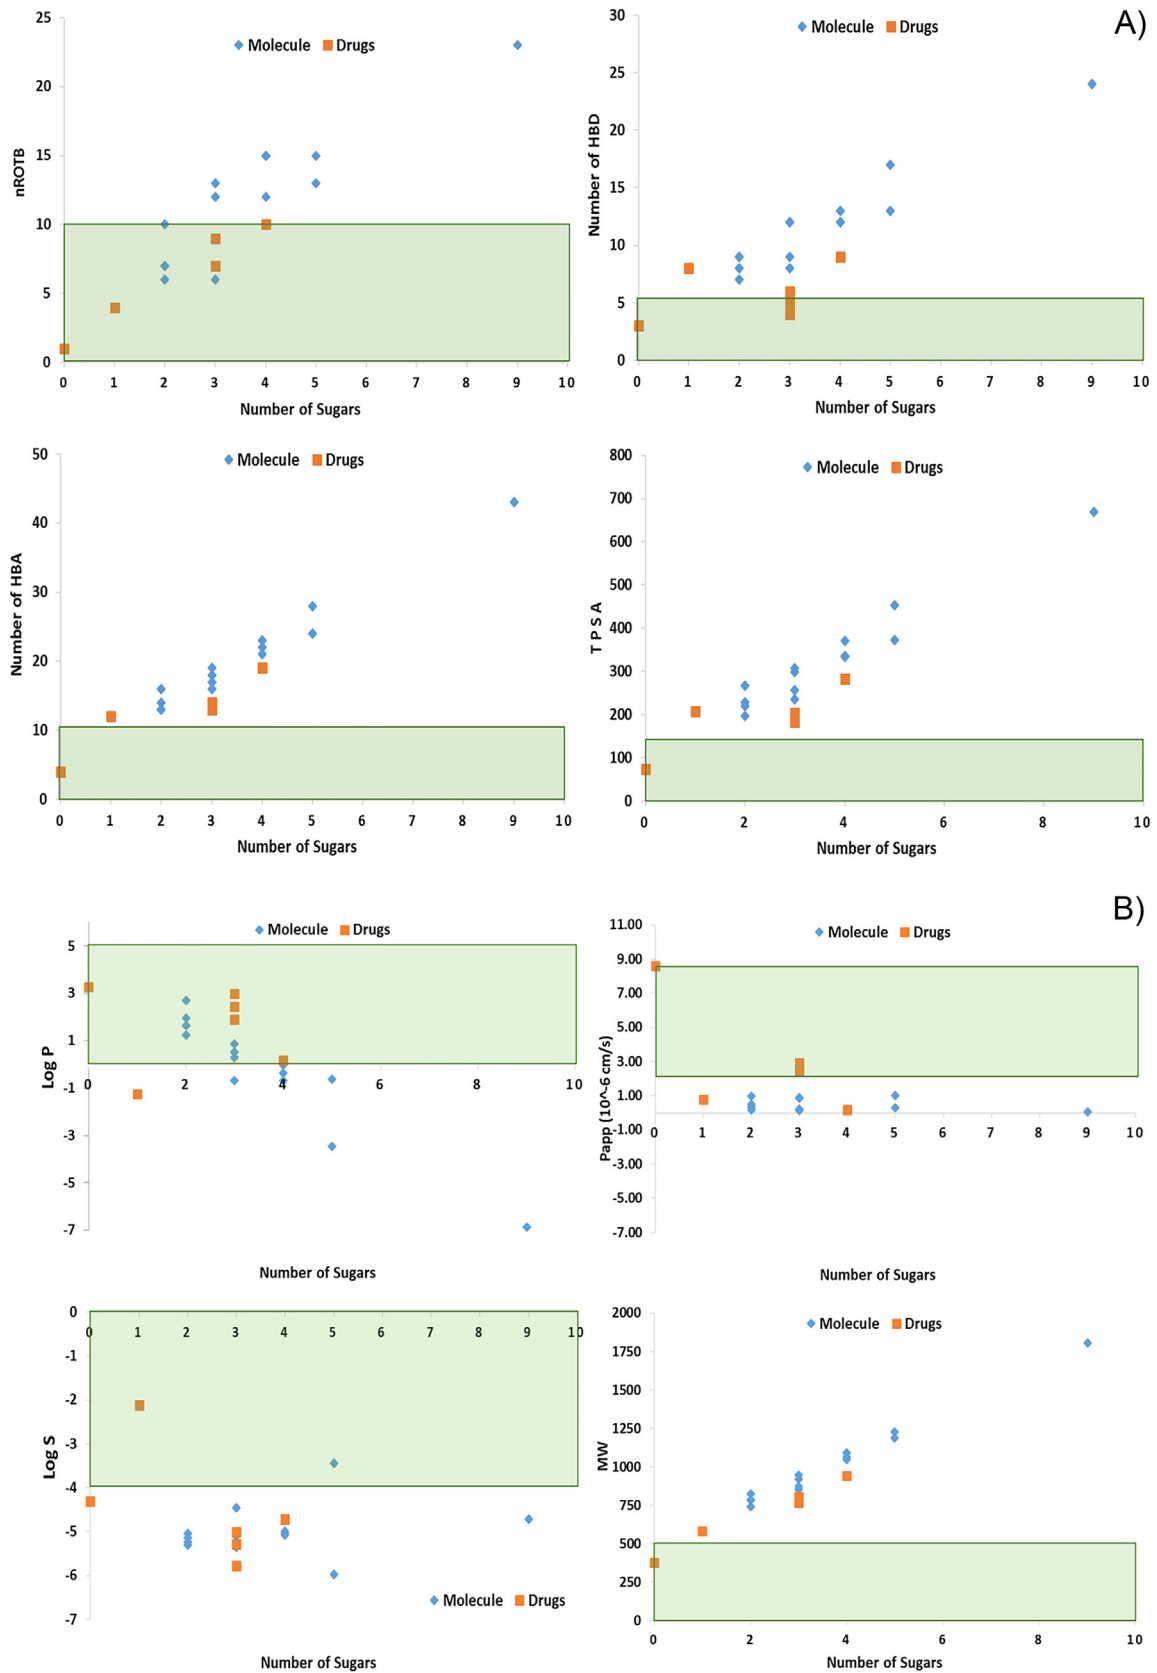 A)
Molecule Drugs
nROTB
25
20
15
10
5
0
0 1 2 3 4 5 6 7 8 9 10
Number of Sugars
Molecule Drugs
Number of HBD
30
25
20
15
10
5
0
0 1 2 3 4 5 6 7 8 9 10
Number of Sugars
Molecule Drugs
Number of HBA
50
40
30
20
10
0
0 1 2 3 4 5 6 7 8 9 10
Number of Sugars
Molecule Drugs
T P S A
800
700
600
500
400
300
200
100
0
0 2 4 6 8 10
Number of Sugars
B)
Molecule Drugs
Log P
5
3
1
-1
-3
-5
-7
0 2 4 6 8 10
Number of Sugars
Molecule Drugs
Papp (10^-6 cm/s)
11.00
9.00
7.00
5.00
3.00
1.00
-1.00
-3.00
-5.00
-7.00
0 1 2 3 4 5 6 7 8 9 10
Number of Sugars
Log S
0
-1
-2
-3
-4
-5
-6
-7
0 1 2 3 4 5 6 7 8 9 10
Molecule Drugs
Number of Sugars
Molecule Drugs
MW
2000
1750
1500
1250
1000
750
500
250
0
0 1 2 3 4 5 6 7 8 9 10
Number of Sugars